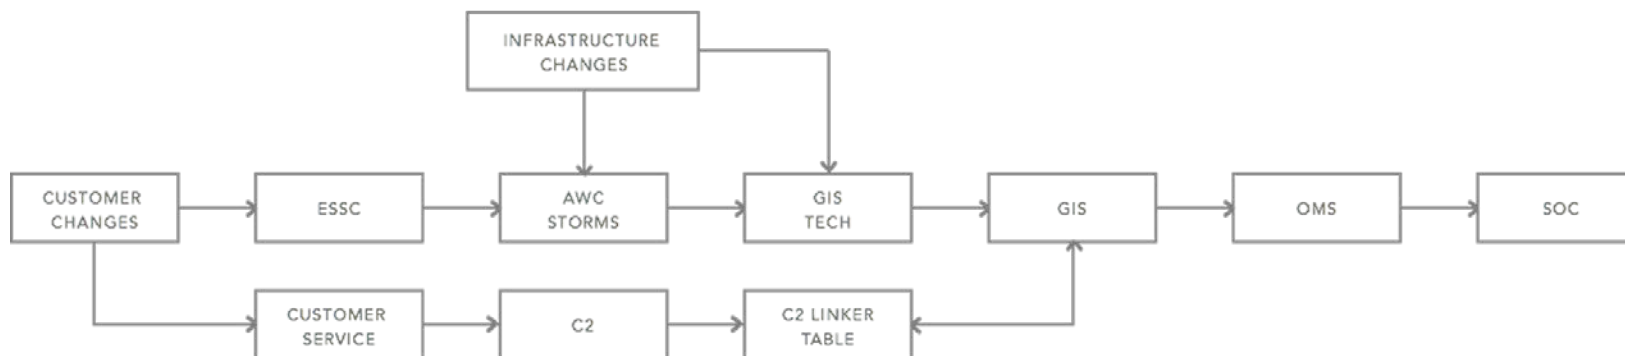 INFRASTRUCTURE
CHANGES
CUSTOMER
CHANGES
ESSC
AWC
STORMS
GIS
TECH
GIS
OMS
SOC
CUSTOMER
SERVICE
C2
C2 LINKER
TABLE